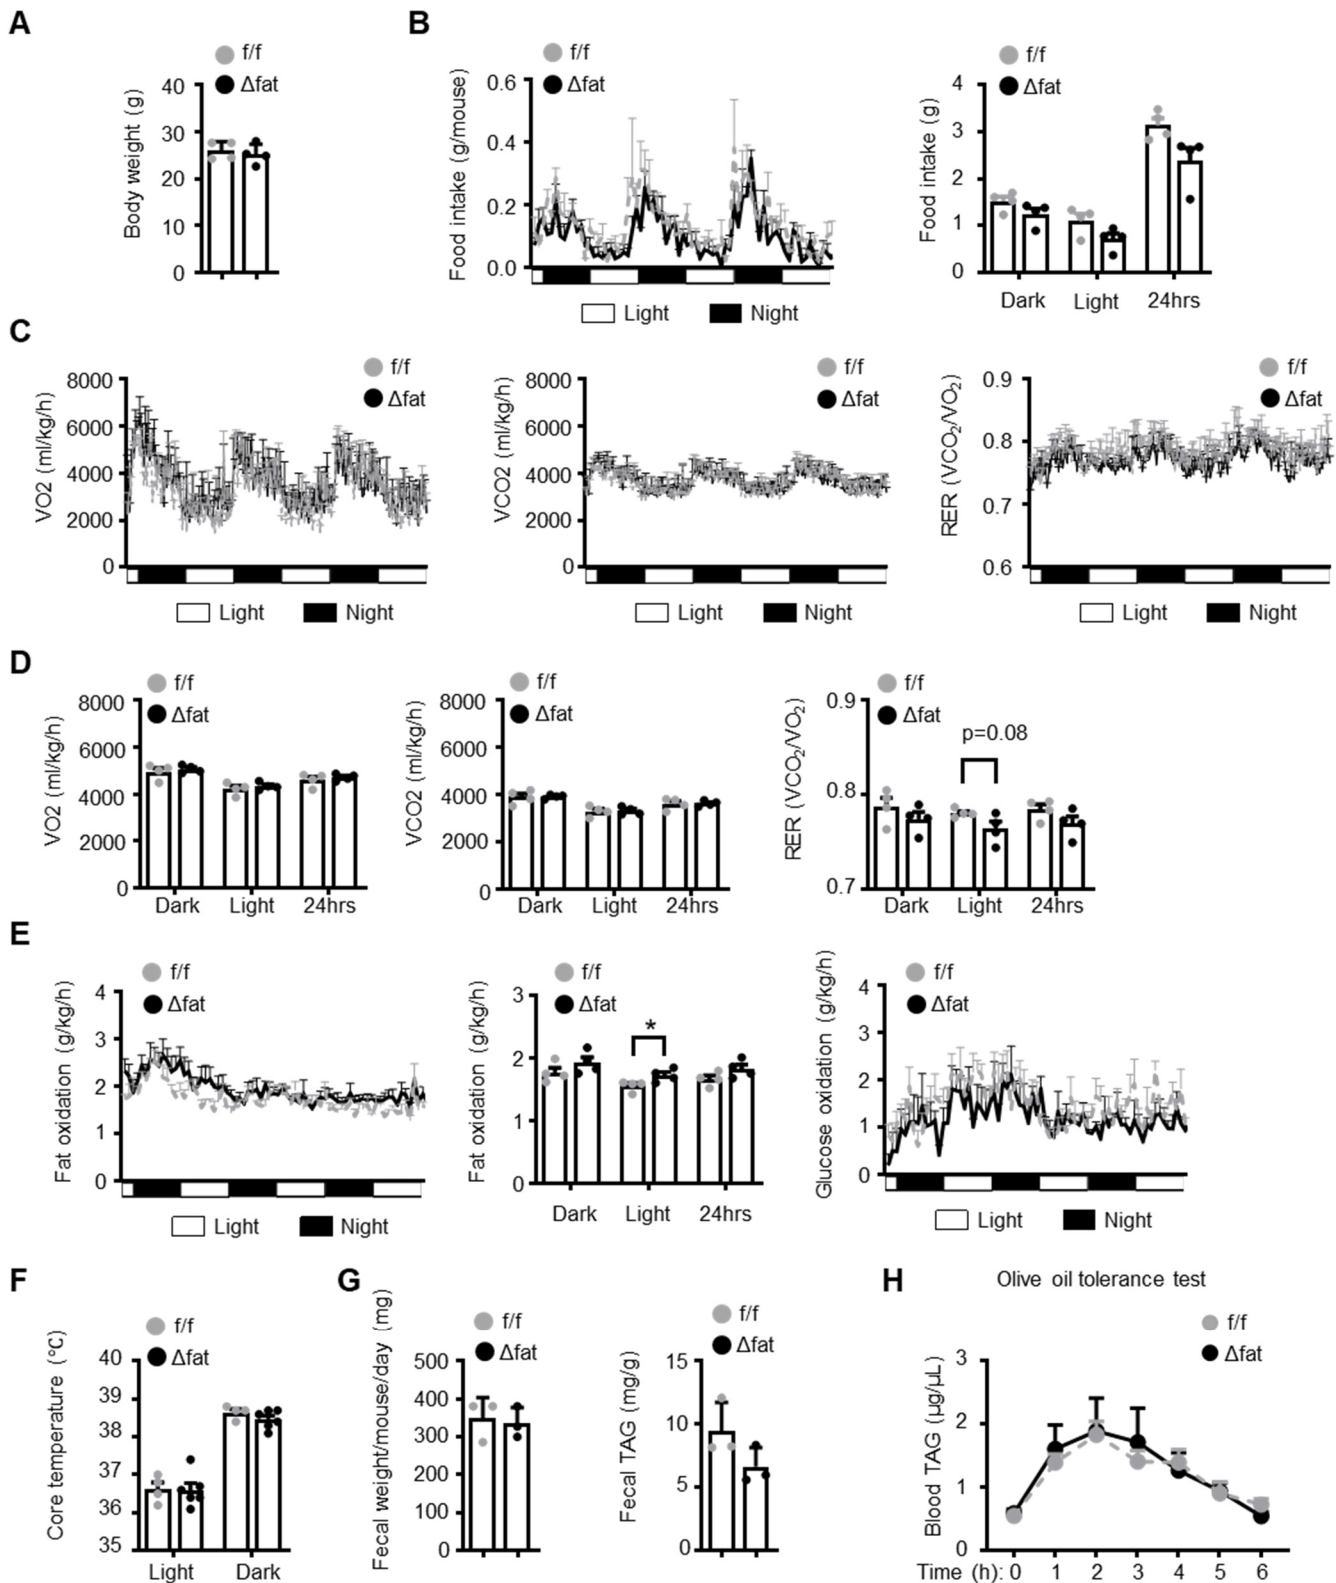 A
f/f
Δfat
Body weight (g)
40
30
20
10
0
B
f/f
Δfat
Food intake (g/mouse)
0.6
0.4
0.2
0.0
Light
Night
f/f
Δfat
Food intake (g)
4
3
2
1
0
Dark
Light
24hrs
C
f/f
Δfat
VO2 (ml/kg/h)
8000
6000
4000
2000
0
Light
Night
f/f
Δfat
VCO2 (ml/kg/h)
8000
6000
4000
2000
0
Light
Night
f/f
Δfat
RER (VCO₂/VO₂)
0.9
0.8
0.7
0.6
Light
Night
D
f/f
Δfat
VO2 (ml/kg/h)
8000
6000
4000
2000
0
Dark
Light
24hrs
f/f
Δfat
VCO2 (ml/kg/h)
8000
6000
4000
2000
0
Dark
Light
24hrs
f/f
Δfat
p=0.08
RER (VCO₂/VO₂)
0.9
0.8
0.7
Dark
Light
24hrs
E
f/f
Δfat
Fat oxidation (g/kg/h)
4
3
2
1
0
Light
Night
f/f
Δfat
*
Fat oxidation (g/kg/h)
3
2
1
0
Dark
Light
24hrs
f/f
Δfat
Glucose oxidation (g/kg/h)
4
3
2
1
0
Light
Night
F
f/f
Δfat
Core temperature (°C)
40
39
38
37
36
35
Light
Dark
G
f/f
Δfat
Fecal weight/mouse/day (mg)
500
400
300
200
100
0
f/f
Δfat
Fecal TAG (mg/g)
15
10
5
0
H
Olive oil tolerance test
f/f
Δfat
Blood TAG (µg/µL)
3
2
1
0
Time (h): 0 1 2 3 4 5 6